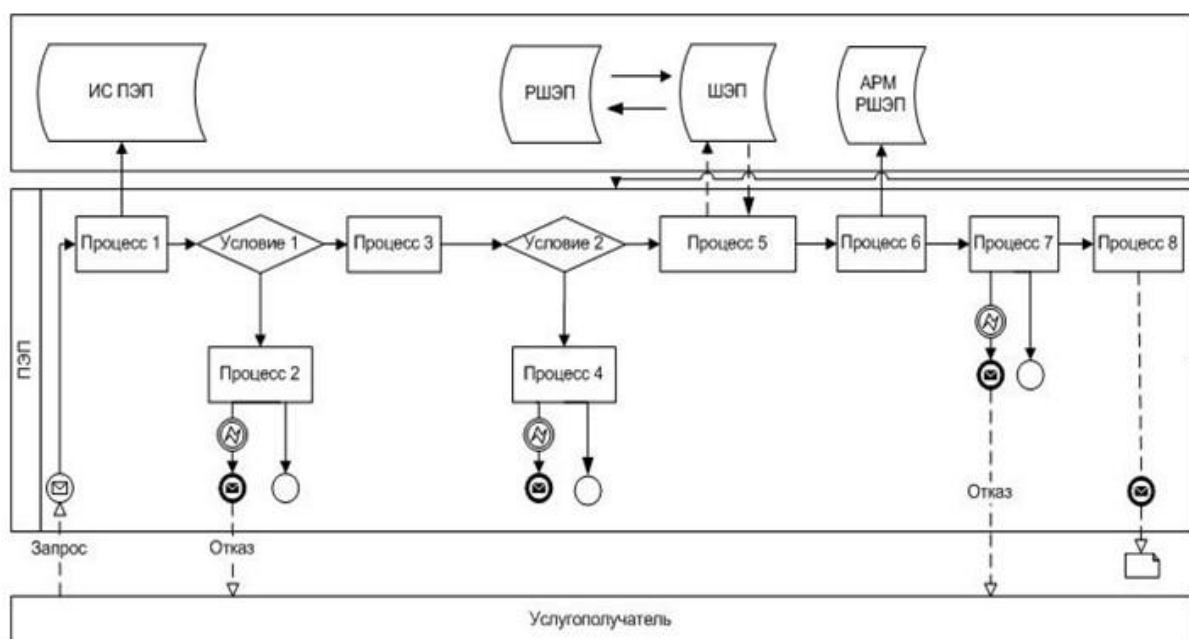 ИС ПЭП
РШЭП
ШЭП
АРМ
РШЭП
ПЭП
Процесс 1
Условие 1
Процесс 3
Условие 2
Процесс 5
Процесс 6
Процесс 7
Процесс 8
Процесс 2
Процесс 4
Отказ
Запрос
Отказ
Услугополучатель